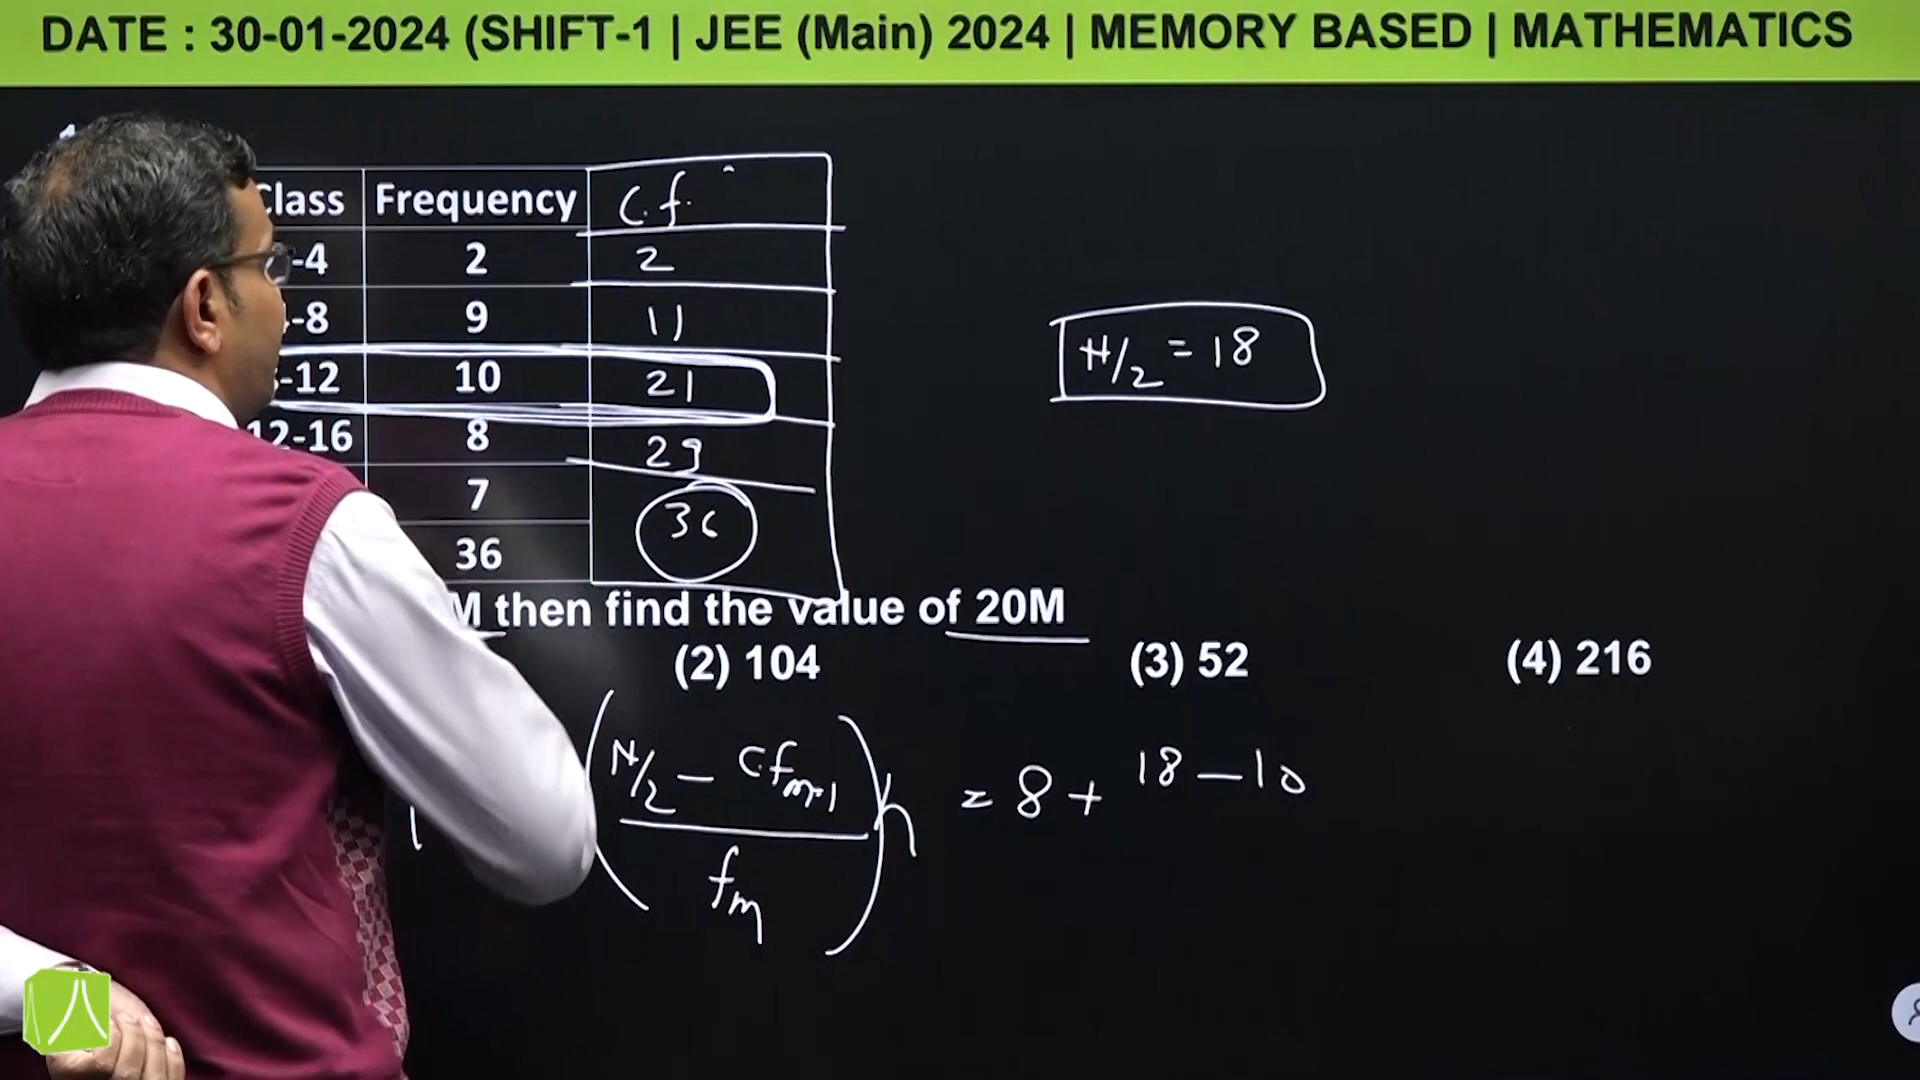 DATE : 30-01-2024 (SHIFT-1 | JEE (Main) 2024 | MEMORY BASED | MATHEMATICS
Class Frequency C.f.
-4 2 2
-8 9 11
-12 10 21
12-16 8 29
7
36 36
N/2 = 18
M then find the value of 20M
(2) 104 (3) 52 (4) 216
(N/2 - C.fm-1 / fm) h = 8 + 18 - 10